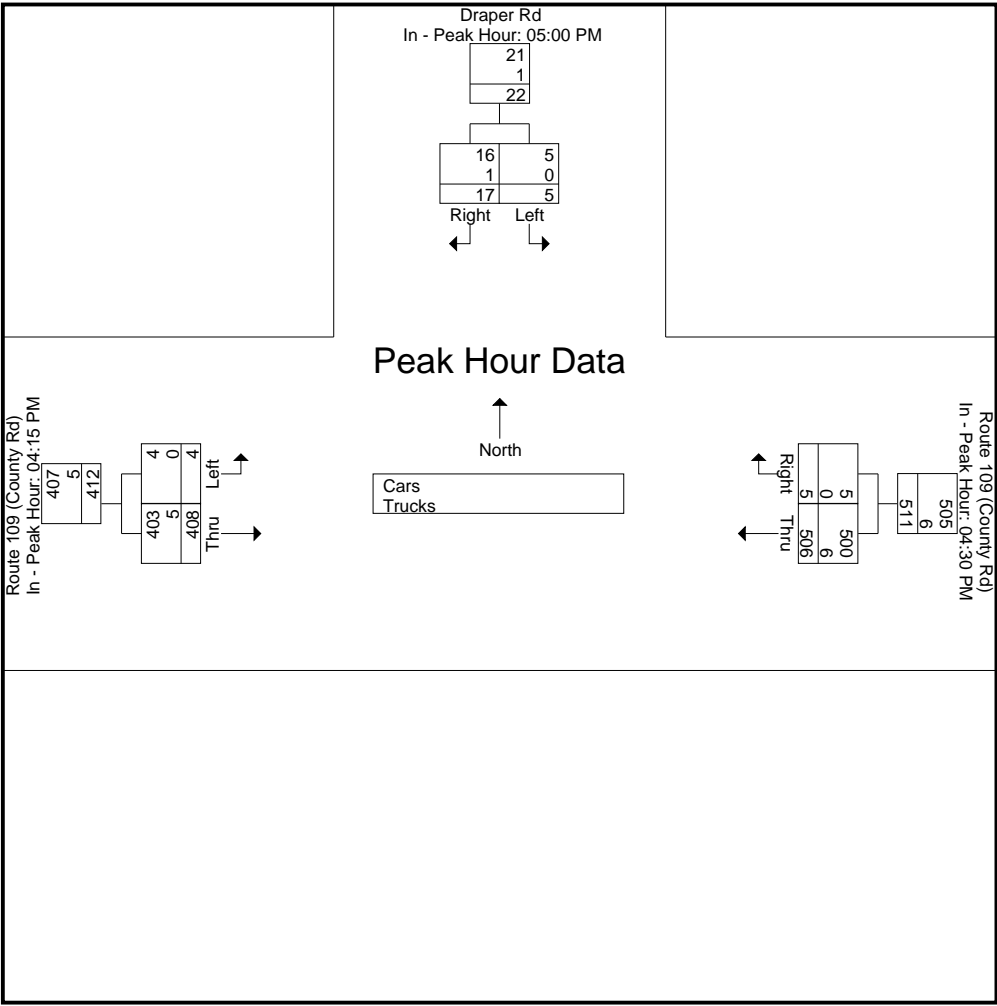 Draper Rd
In - Peak Hour: 05:00 PM
21
1
22
16 5
1 0
17 5
Right Left
Peak Hour Data
North
Cars
Trucks
Route 109 (County Rd)
In - Peak Hour: 04:15 PM
407
5
412
4 0 4
403 5 408
Left
Thru
Right
Thru
5 0 5
506 6 500
505
6
511
Route 109 (County Rd)
In - Peak Hour: 04:30 PM